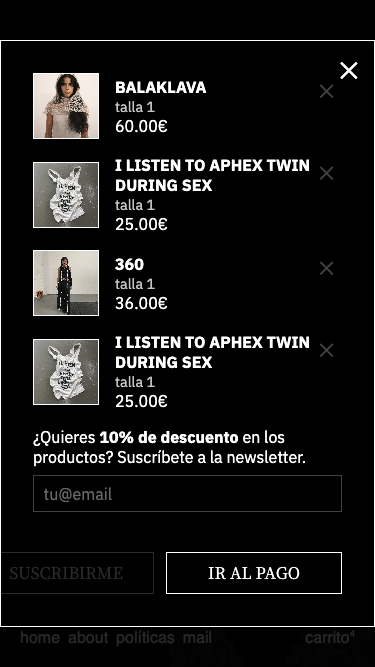 BALAKLAVA
talla 1
60.00€
I LISTEN TO APHEX TWIN
DURING SEX
talla 1
25.00€
360
talla 1
36.00€
I LISTEN TO APHEX TWIN
DURING SEX
talla 1
25.00€
¿Quieres 10% de descuento en los
productos? Suscríbete a la newsletter.
tu@email
SUSCRIBIRME
IR AL PAGO
home about políticas mail carrito⁴